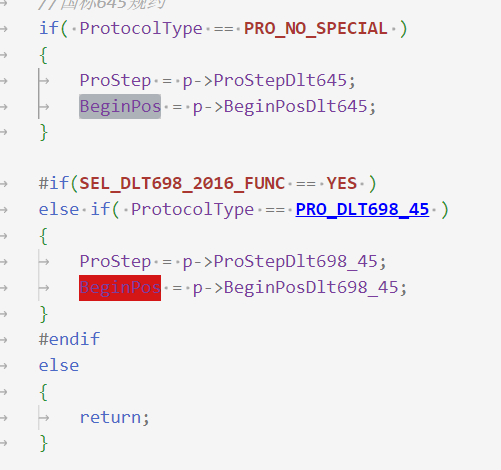 //国标645规约
if( ProtocolType == PRO_NO_SPECIAL )
{
ProStep = p->ProStepDlt645;
BeginPos = p->BeginPosDlt645;
}
#if(SEL_DLT698_2016_FUNC == YES )
else if( ProtocolType == PRO_DLT698_45 )
{
ProStep = p->ProStepDlt698_45;
BeginPos = p->BeginPosDlt698_45;
}
#endif
else
{
return;
}